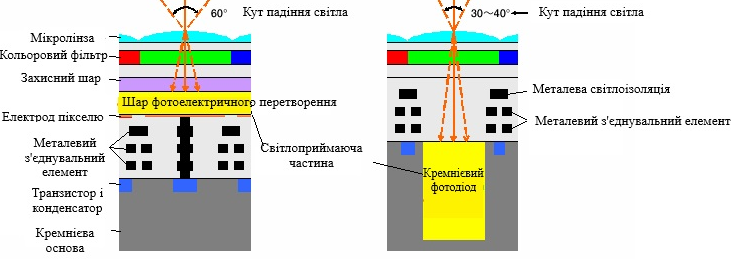 60° Кут падіння світла
30~40° Кут падіння світла
Мікролінза
Кольоровий фільтр
Захисний шар
Шар фотоелектричного перетворення
Електрод пікселю
Металевий
з'єднувальний
елемент
Світлоприймаюча
частина
Транзистор і
конденсатор
Кремнієва
основа
Металева світлоізоляція
Металевий з'єднувальний елемент
Кремнієвий
фотодіод